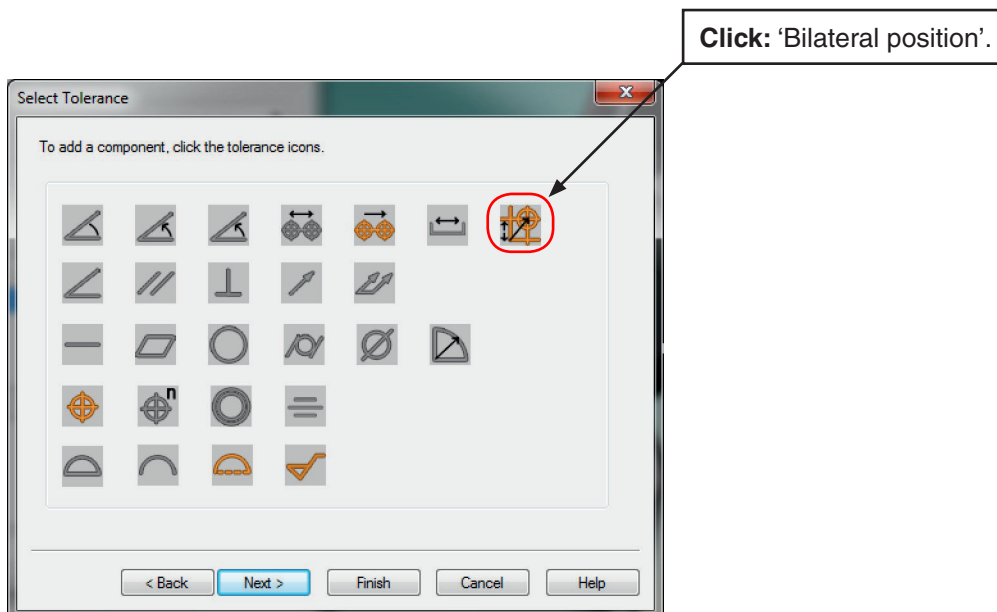 Click: ‘Bilateral position’.
Select Tolerance
x
To add a component, click the tolerance icons.
n
< Back Next > Finish Cancel Help